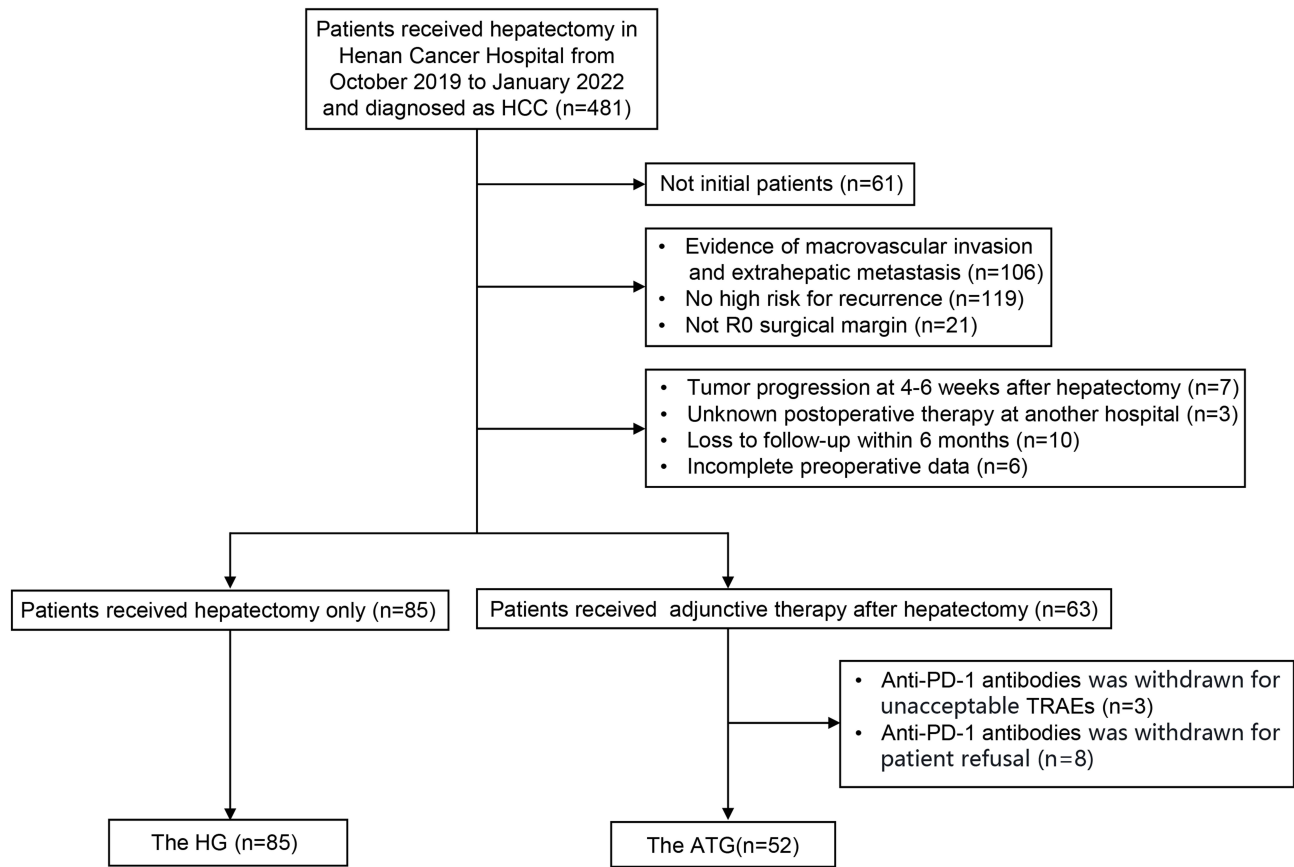 Patients received hepatectomy in
Henan Cancer Hospital from
October 2019 to January 2022
and diagnosed as HCC (n=481)
Not initial patients (n=61)
• Evidence of macrovascular invasion
and extrahepatic metastasis (n=106)
• No high risk for recurrence (n=119)
• Not R0 surgical margin (n=21)
• Tumor progression at 4-6 weeks after hepatectomy (n=7)
• Unknown postoperative therapy at another hospital (n=3)
• Loss to follow-up within 6 months (n=10)
• Incomplete preoperative data (n=6)
Patients received hepatectomy only (n=85)
Patients received adjunctive therapy after hepatectomy (n=63)
• Anti-PD-1 antibodies was withdrawn for
unacceptable TRAEs (n=3)
• Anti-PD-1 antibodies was withdrawn for
patient refusal (n=8)
The HG (n=85)
The ATG(n=52)